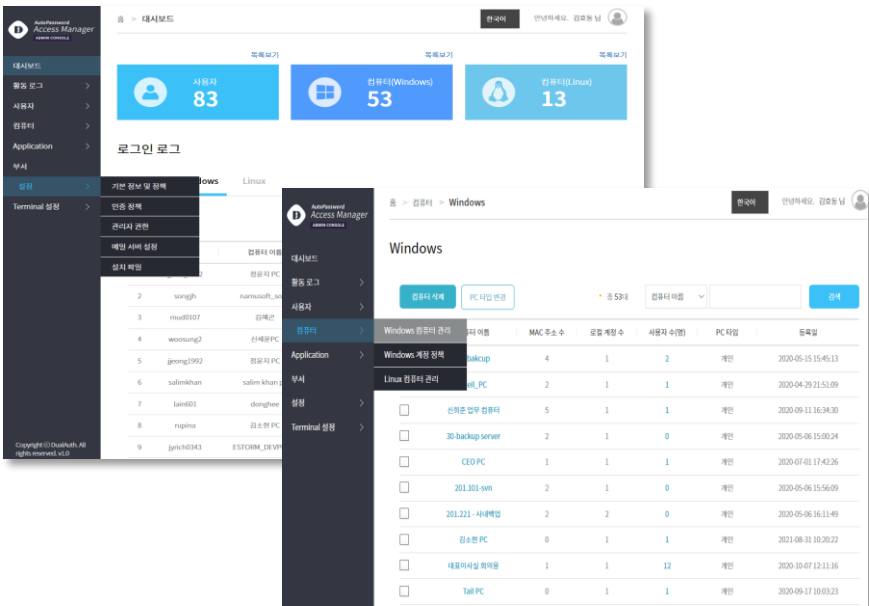 AutoPassword
Access Manager
ADMIN CONSOLE
홈 > 대시보드
한국어
안녕하세요. 김효동 님
대시보드
활동 로그
사용자
컴퓨터
Application
부서
설정
Terminal 설정
목록보기
목록보기
목록보기
사용자
83
컴퓨터(Windows)
53
컴퓨터(Linux)
13
로그인 로그
dows
Linux
기본 정보 및 정책
인증 정책
관리자 권한
메일 서버 설정
설치 파일
컴퓨터 이름
정윤지 PC
2 songjh namusoft_so
3 mud0107 김혜곤
4 woosung2 신세윤PC
5 jjeong1992 정윤지 PC
6 salimkhan salim khan p
7 lain601 donghee
8 rupina 김소현 PC
9 jyrich0343 ESTORM_DEVP
Copyright ⓒ DualAuth. All
rights reserved. v1.0
AutoPassword
Access Manager
ADMIN CONSOLE
홈 > 컴퓨터 > Windows
한국어
안녕하세요. 김효동 님
대시보드
활동 로그
사용자
컴퓨터
Application
부서
설정
Terminal 설정
Windows 컴퓨터 관리
Windows 계정 정책
Linux 컴퓨터 관리
Windows
컴퓨터 삭제
PC 타입 변경
• 총 53대
컴퓨터 이름
검색
터 이름 MAC 주소 수 로컬 계정 수 사용자 수(명) PC 타입 등록일
bakcup 4 1 2 개인 2020-05-15 15:45:13
ell_PC 2 1 1 개인 2020-04-29 21:51:09
신희준 업무 컴퓨터 5 1 1 개인 2020-09-11 16:34:30
30-backup server 2 1 0 개인 2020-05-06 15:00:24
CEO PC 1 1 1 개인 2020-07-01 17:42:26
201.101-svn 2 1 0 개인 2020-05-06 15:56:09
201.221 - 사내백업 2 2 0 개인 2020-05-06 16:11:49
김소현 PC 0 1 1 개인 2021-08-31 10:20:22
대표이사실 회의용 1 1 12 개인 2020-10-07 12:11:16
Tail PC 0 1 1 개인 2020-09-17 10:03:23